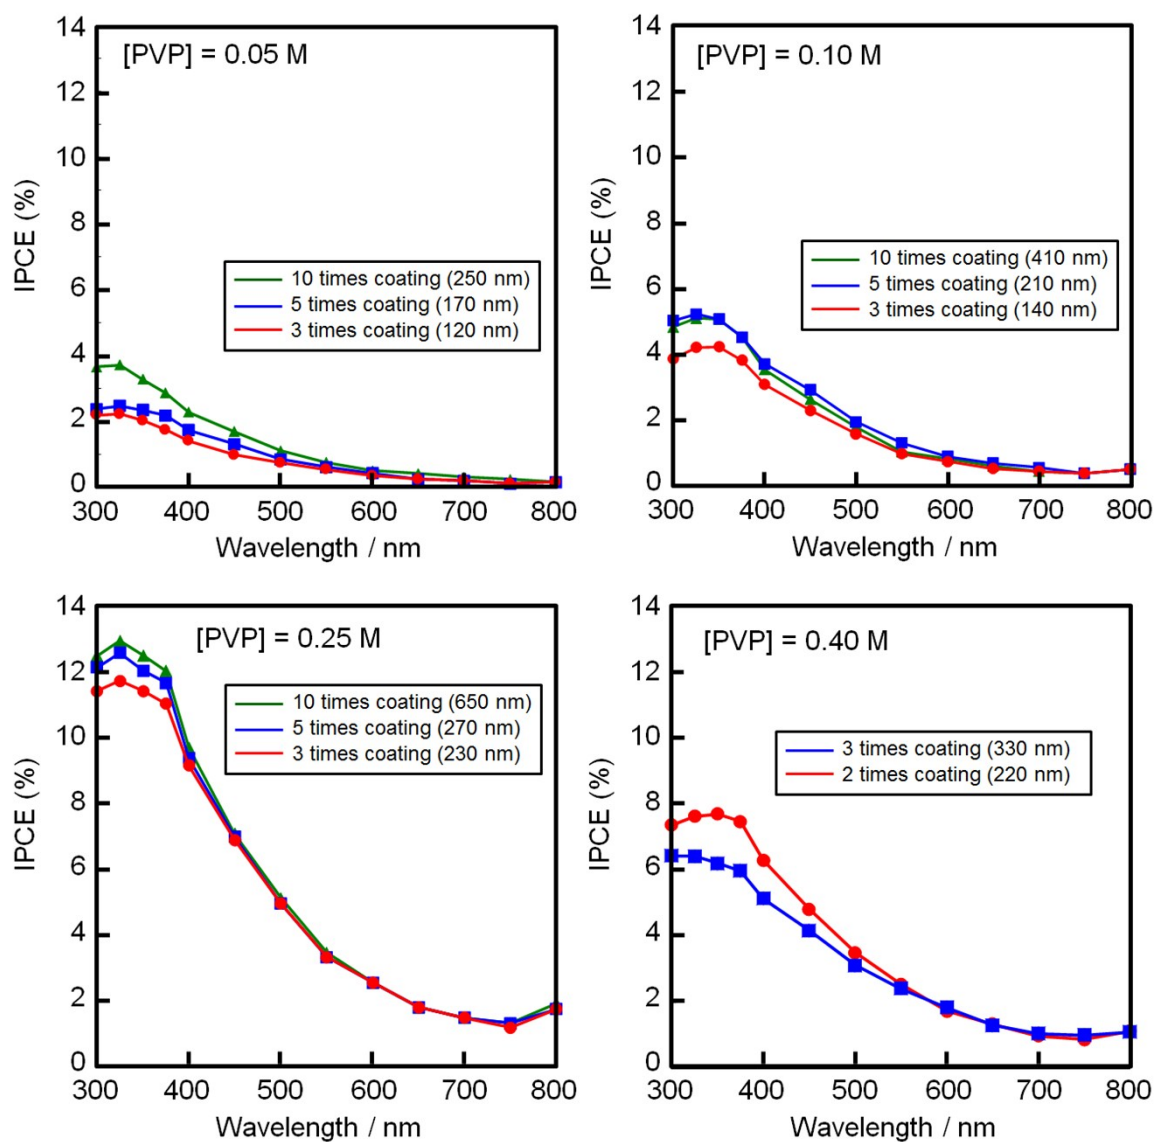 14
12
10
8
6
4
2
0
IPCE (%)
[PVP] = 0.05 M
10 times coating (250 nm)
5 times coating (170 nm)
3 times coating (120 nm)
300 400 500 600 700 800
Wavelength / nm
14
12
10
8
6
4
2
0
IPCE (%)
[PVP] = 0.10 M
10 times coating (410 nm)
5 times coating (210 nm)
3 times coating (140 nm)
300 400 500 600 700 800
Wavelength / nm
14
12
10
8
6
4
2
0
IPCE (%)
[PVP] = 0.25 M
10 times coating (650 nm)
5 times coating (270 nm)
3 times coating (230 nm)
300 400 500 600 700 800
Wavelength / nm
14
12
10
8
6
4
2
0
IPCE (%)
[PVP] = 0.40 M
3 times coating (330 nm)
2 times coating (220 nm)
300 400 500 600 700 800
Wavelength / nm